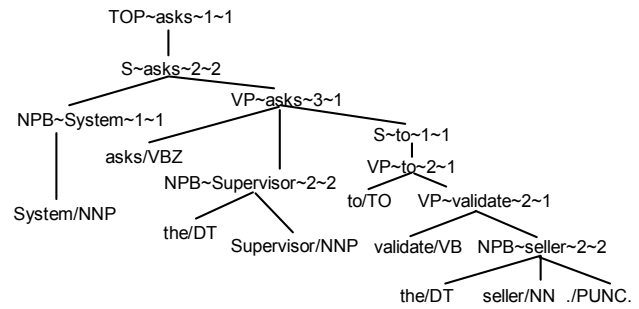 TOP~asks~1~1
S~asks~2~2
VP~asks~3~1
NPB~System~1~1
S~to~1~1
asks/VBZ
VP~to~2~1
NPB~Supervisor~2~2
to/TO
VP~validate~2~1
System/NNP
the/DT
Supervisor/NNP
validate/VB
NPB~seller~2~2
the/DT
seller/NN
./PUNC.